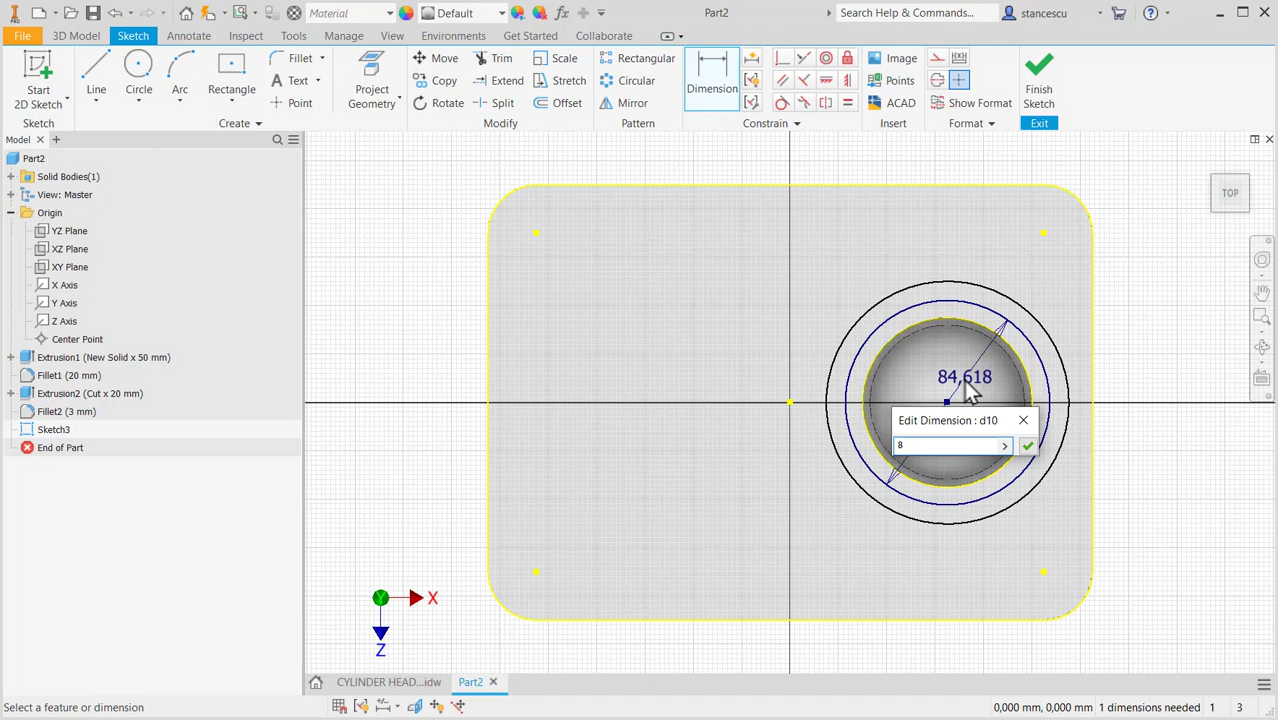 PRO
Material
Default
Part2
Search Help & Commands...
stancescu
File
3D Model
Sketch
Annotate
Inspect
Tools
Manage
View
Environments
Get Started
Collaborate
Start
2D Sketch
Sketch
Line
Circle
Arc
Rectangle
Fillet
Text
Point
Create
Project
Geometry
Move
Copy
Rotate
Trim
Extend
Split
Scale
Stretch
Offset
Modify
Rectangular
Circular
Mirror
Pattern
Dimension
Constrain
Image
Points
ACAD
Insert
Show Format
Format
Finish
Sketch
Exit
Model
Part2
Solid Bodies(1)
View: Master
Origin
YZ Plane
XZ Plane
XY Plane
X Axis
Y Axis
Z Axis
Center Point
Extrusion1 (New Solid x 50 mm)
Fillet1 (20 mm)
Extrusion2 (Cut x 20 mm)
Fillet2 (3 mm)
Sketch3
End of Part
TOP
84,618
Edit Dimension : d10
8
Y
X
Z
CYLINDER HEAD...idw
Part2
Select a feature or dimension
0,000 mm, 0,000 mm
1 dimensions needed
1
3